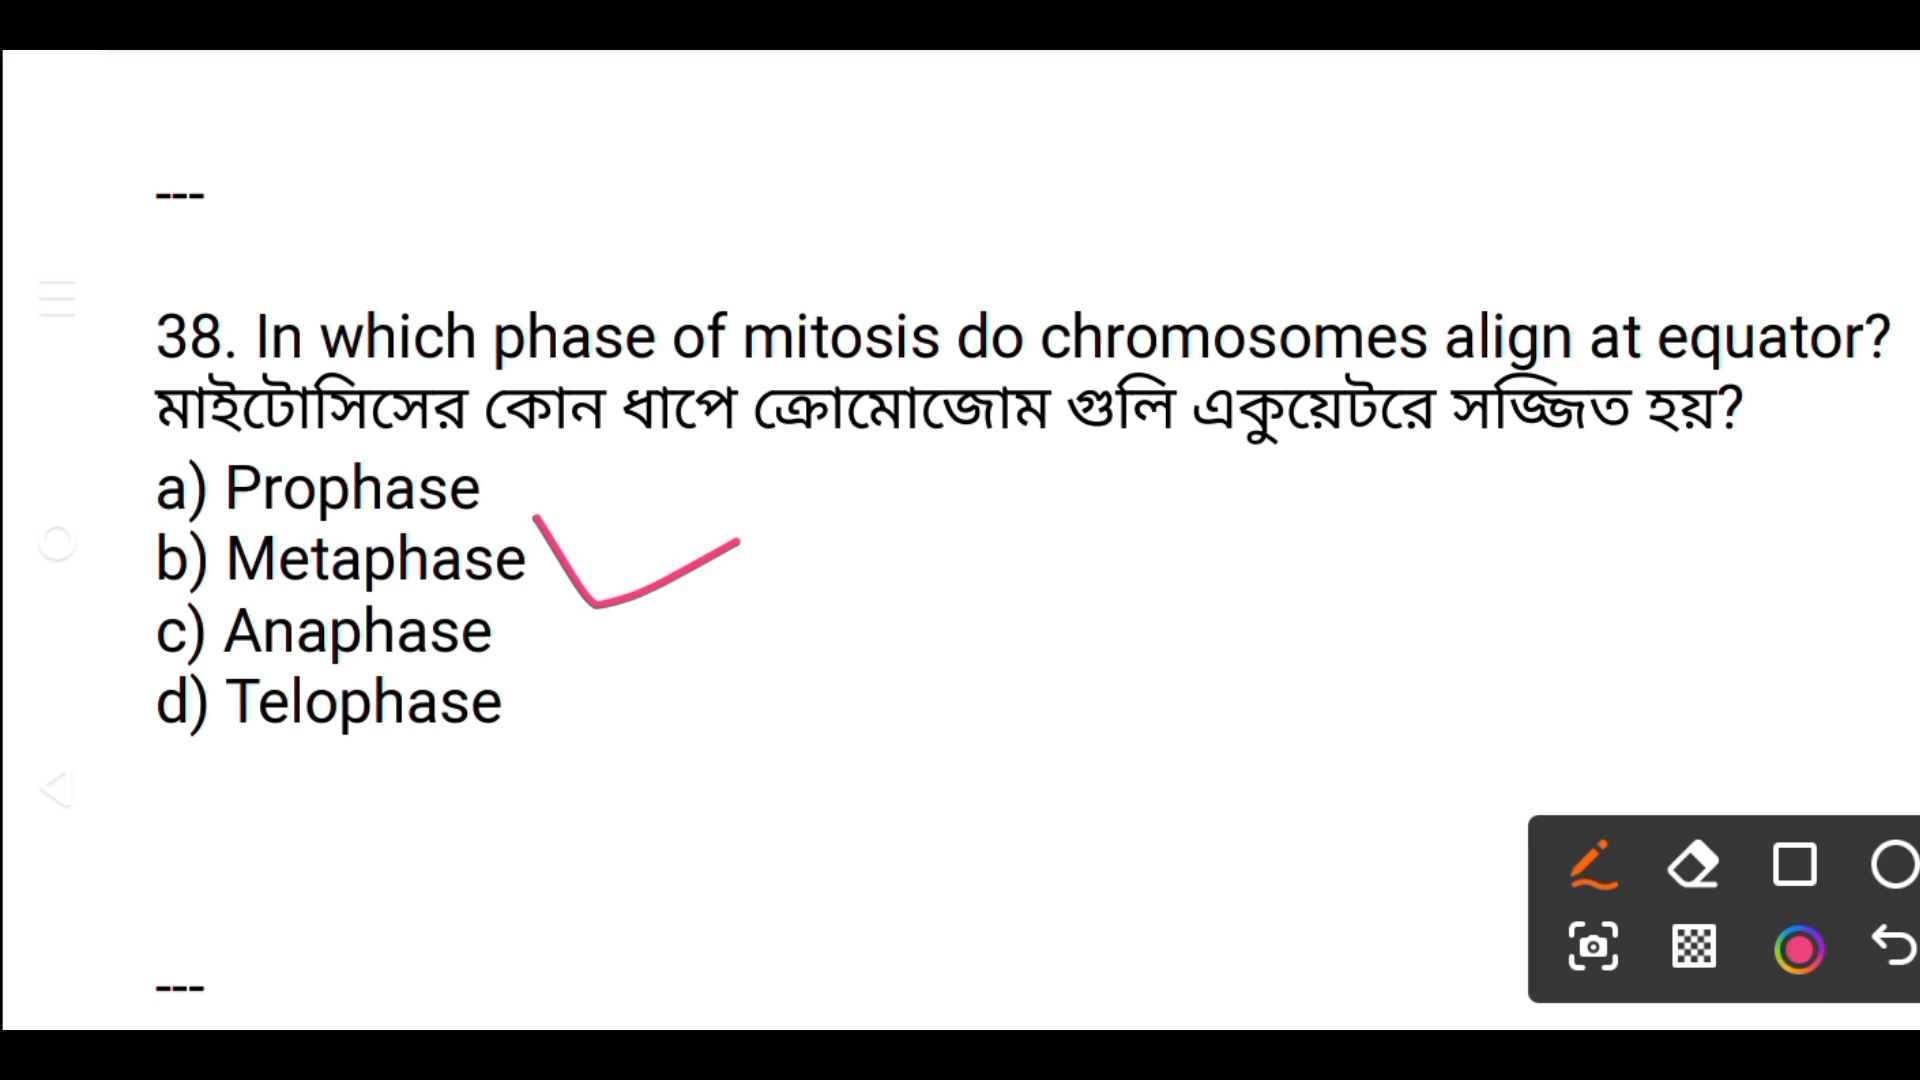 ---
38. In which phase of mitosis do chromosomes align at equator?
মাইটোসিসের কোন ধাপে ক্রোমোজোম গুলি একুয়েটরে সজ্জিত হয়?
a) Prophase
b) Metaphase
c) Anaphase
d) Telophase
---